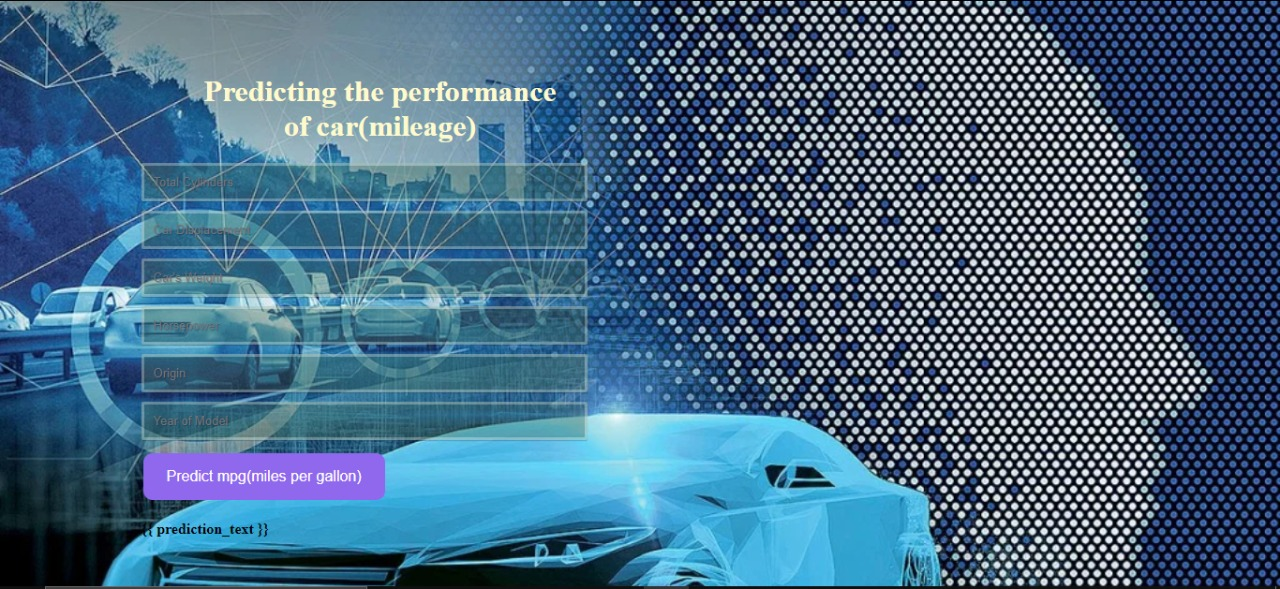 Predicting the performance
of car(mileage)
Total Cylinders
Car Displacement
Car's Weight
Horsepower
Origin
Year of Model
Predict mpg(miles per gallon)
{{ prediction_text }}